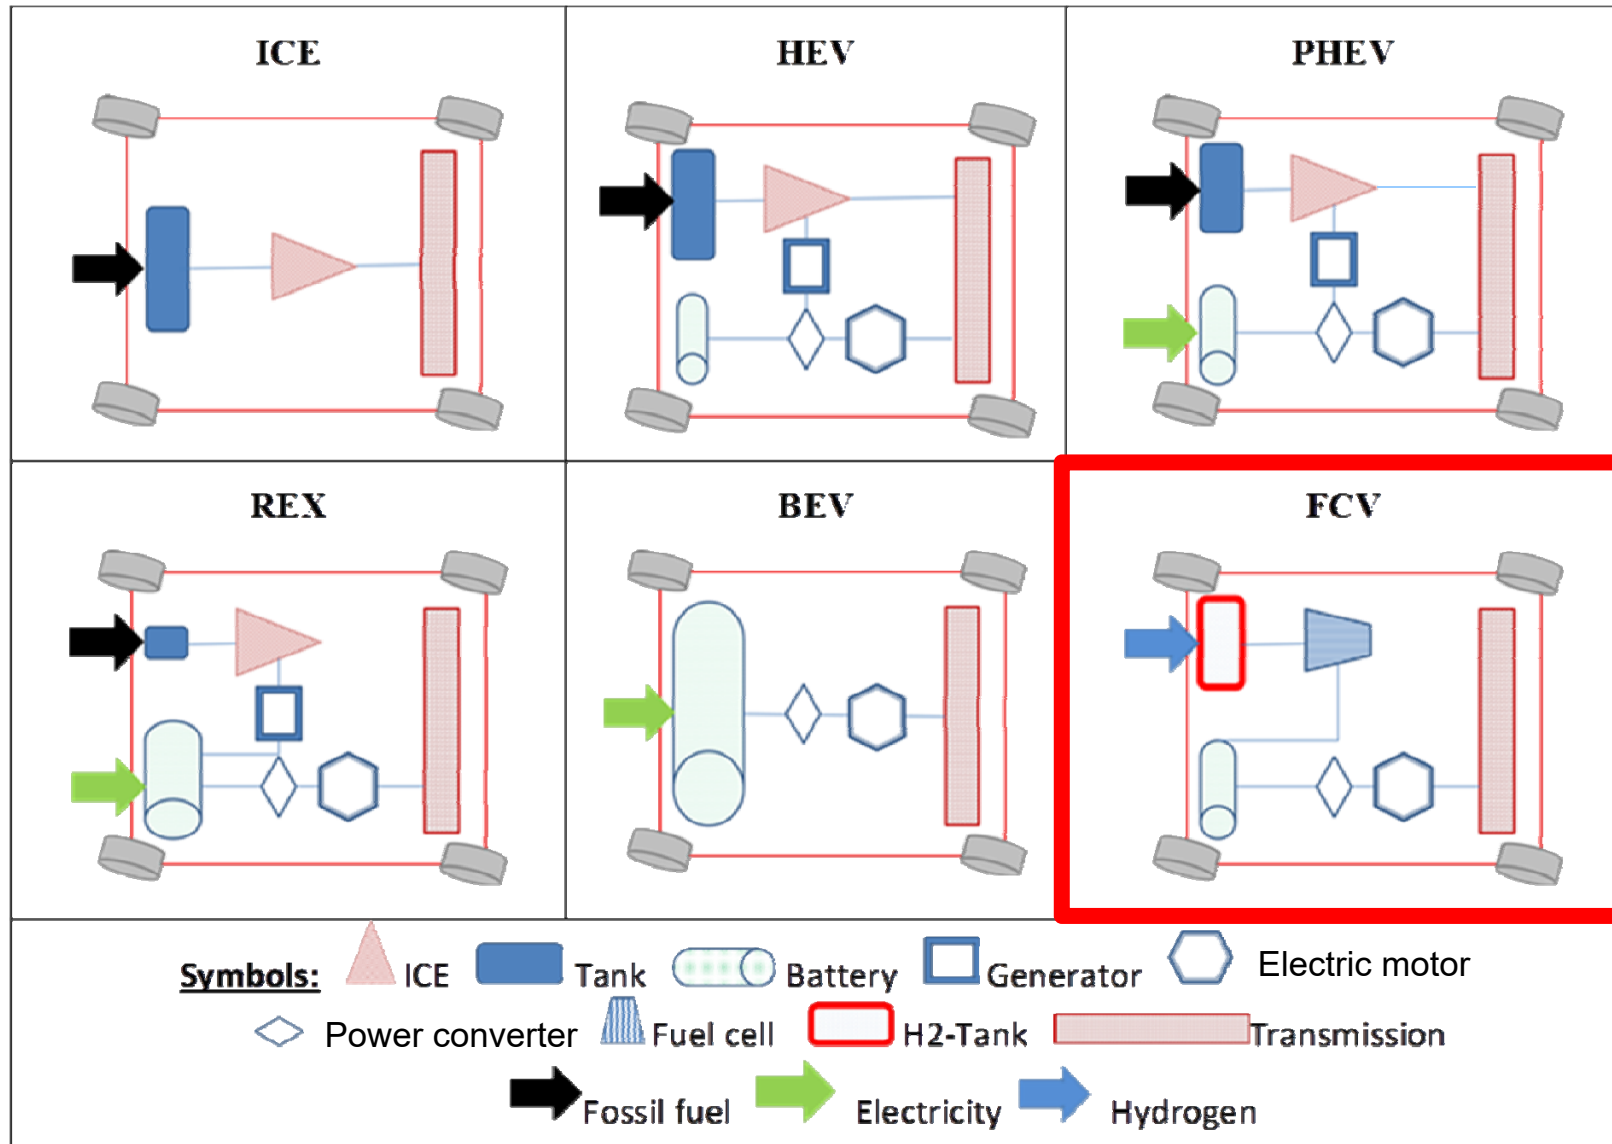 ICE HEV PHEV
REX BEV FCV
Symbols: ICE Tank Battery Generator Electric motor
Power converter Fuel cell H2-Tank Transmission
Fossil fuel Electricity Hydrogen